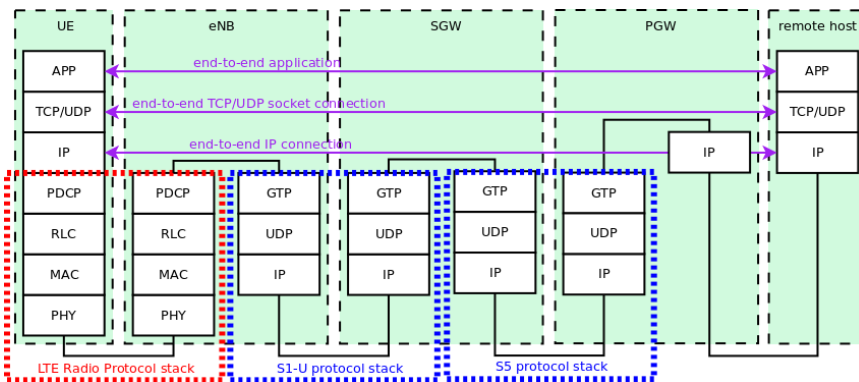 UE
eNB
SGW
PGW
remote host
APP
end-to-end application
APP
TCP/UDP
end-to-end TCP/UDP socket connection
TCP/UDP
IP
end-to-end IP connection
IP
IP
PDCP
PDCP
GTP
GTP
GTP
GTP
RLC
RLC
UDP
UDP
UDP
UDP
MAC
MAC
IP
IP
IP
IP
PHY
PHY
LTE Radio Protocol stack
S1-U protocol stack
S5 protocol stack